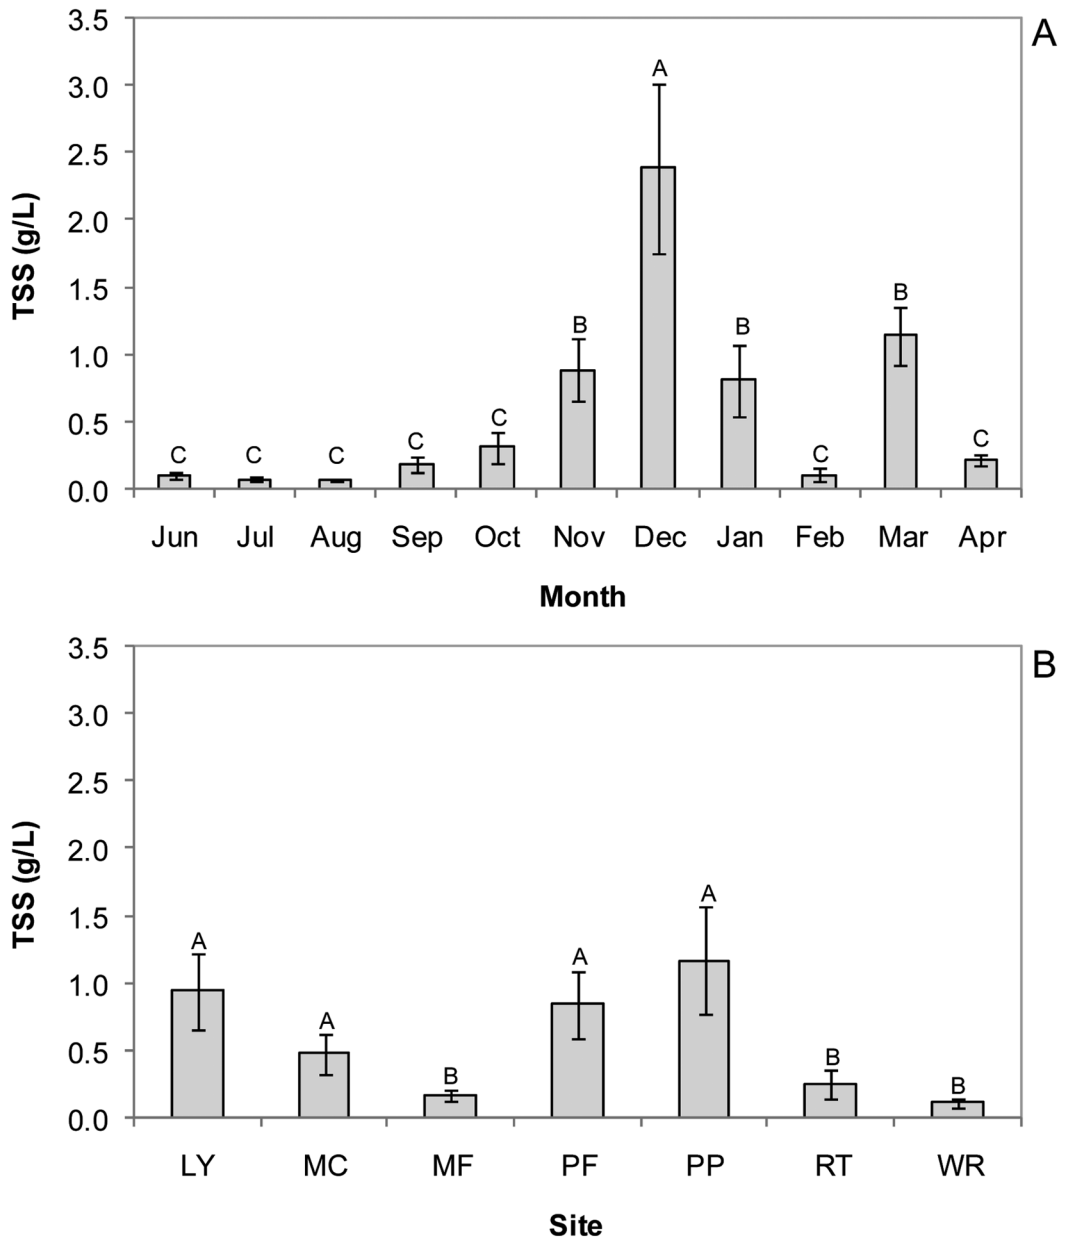 A
3.5
3.0
2.5
2.0
1.5
1.0
0.5
0.0
TSS (g/L)
C C C C C B A B C B C
Jun Jul Aug Sep Oct Nov Dec Jan Feb Mar Apr
Month
B
3.5
3.0
2.5
2.0
1.5
1.0
0.5
0.0
TSS (g/L)
A A B A A B B
LY MC MF PF PP RT WR
Site